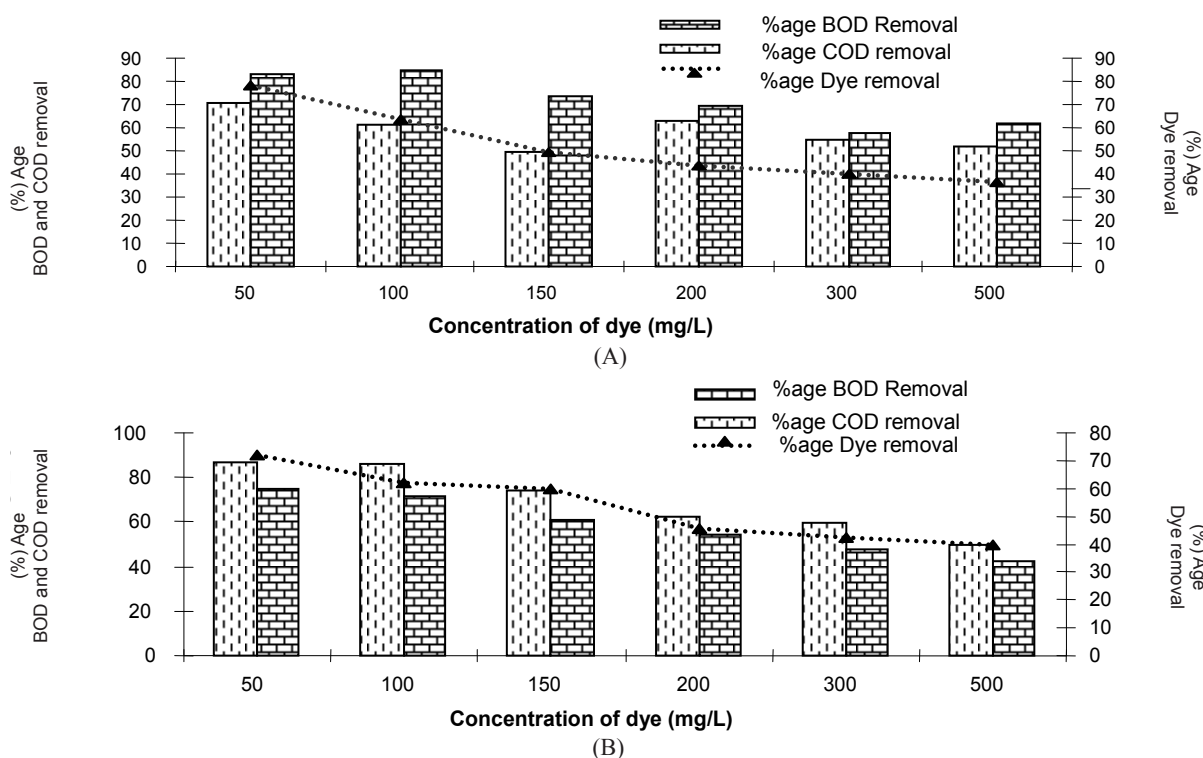 %age BOD Removal
%age COD removal
%age Dye removal
(%) Age
BOD and COD removal
90
80
70
60
50
40
30
20
10
0
90
80
70
60
50
40
30
20
10
0
(%) Age
Dye removal
50 100 150 200 300 500
Concentration of dye (mg/L)
(A)
%age BOD Removal
%age COD removal
%age Dye removal
(%) Age
BOD and COD removal
100
80
60
40
20
0
80
70
60
50
40
30
20
10
0
(%) Age
Dye removal
50 100 150 200 300 500
Concentration of dye (mg/L)
(B)